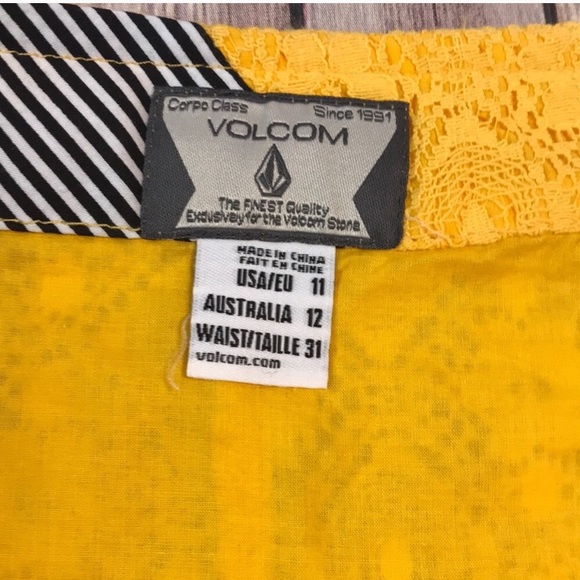 Corpo Class Since 1991
VOLCOM
The FINEST Quality
Exclusively for the Volcom Stone
MADE IN CHINA
FAIT EN CHINE
USA/EU 11
AUSTRALIA 12
WAIST/TAILLE 31
volcom.com